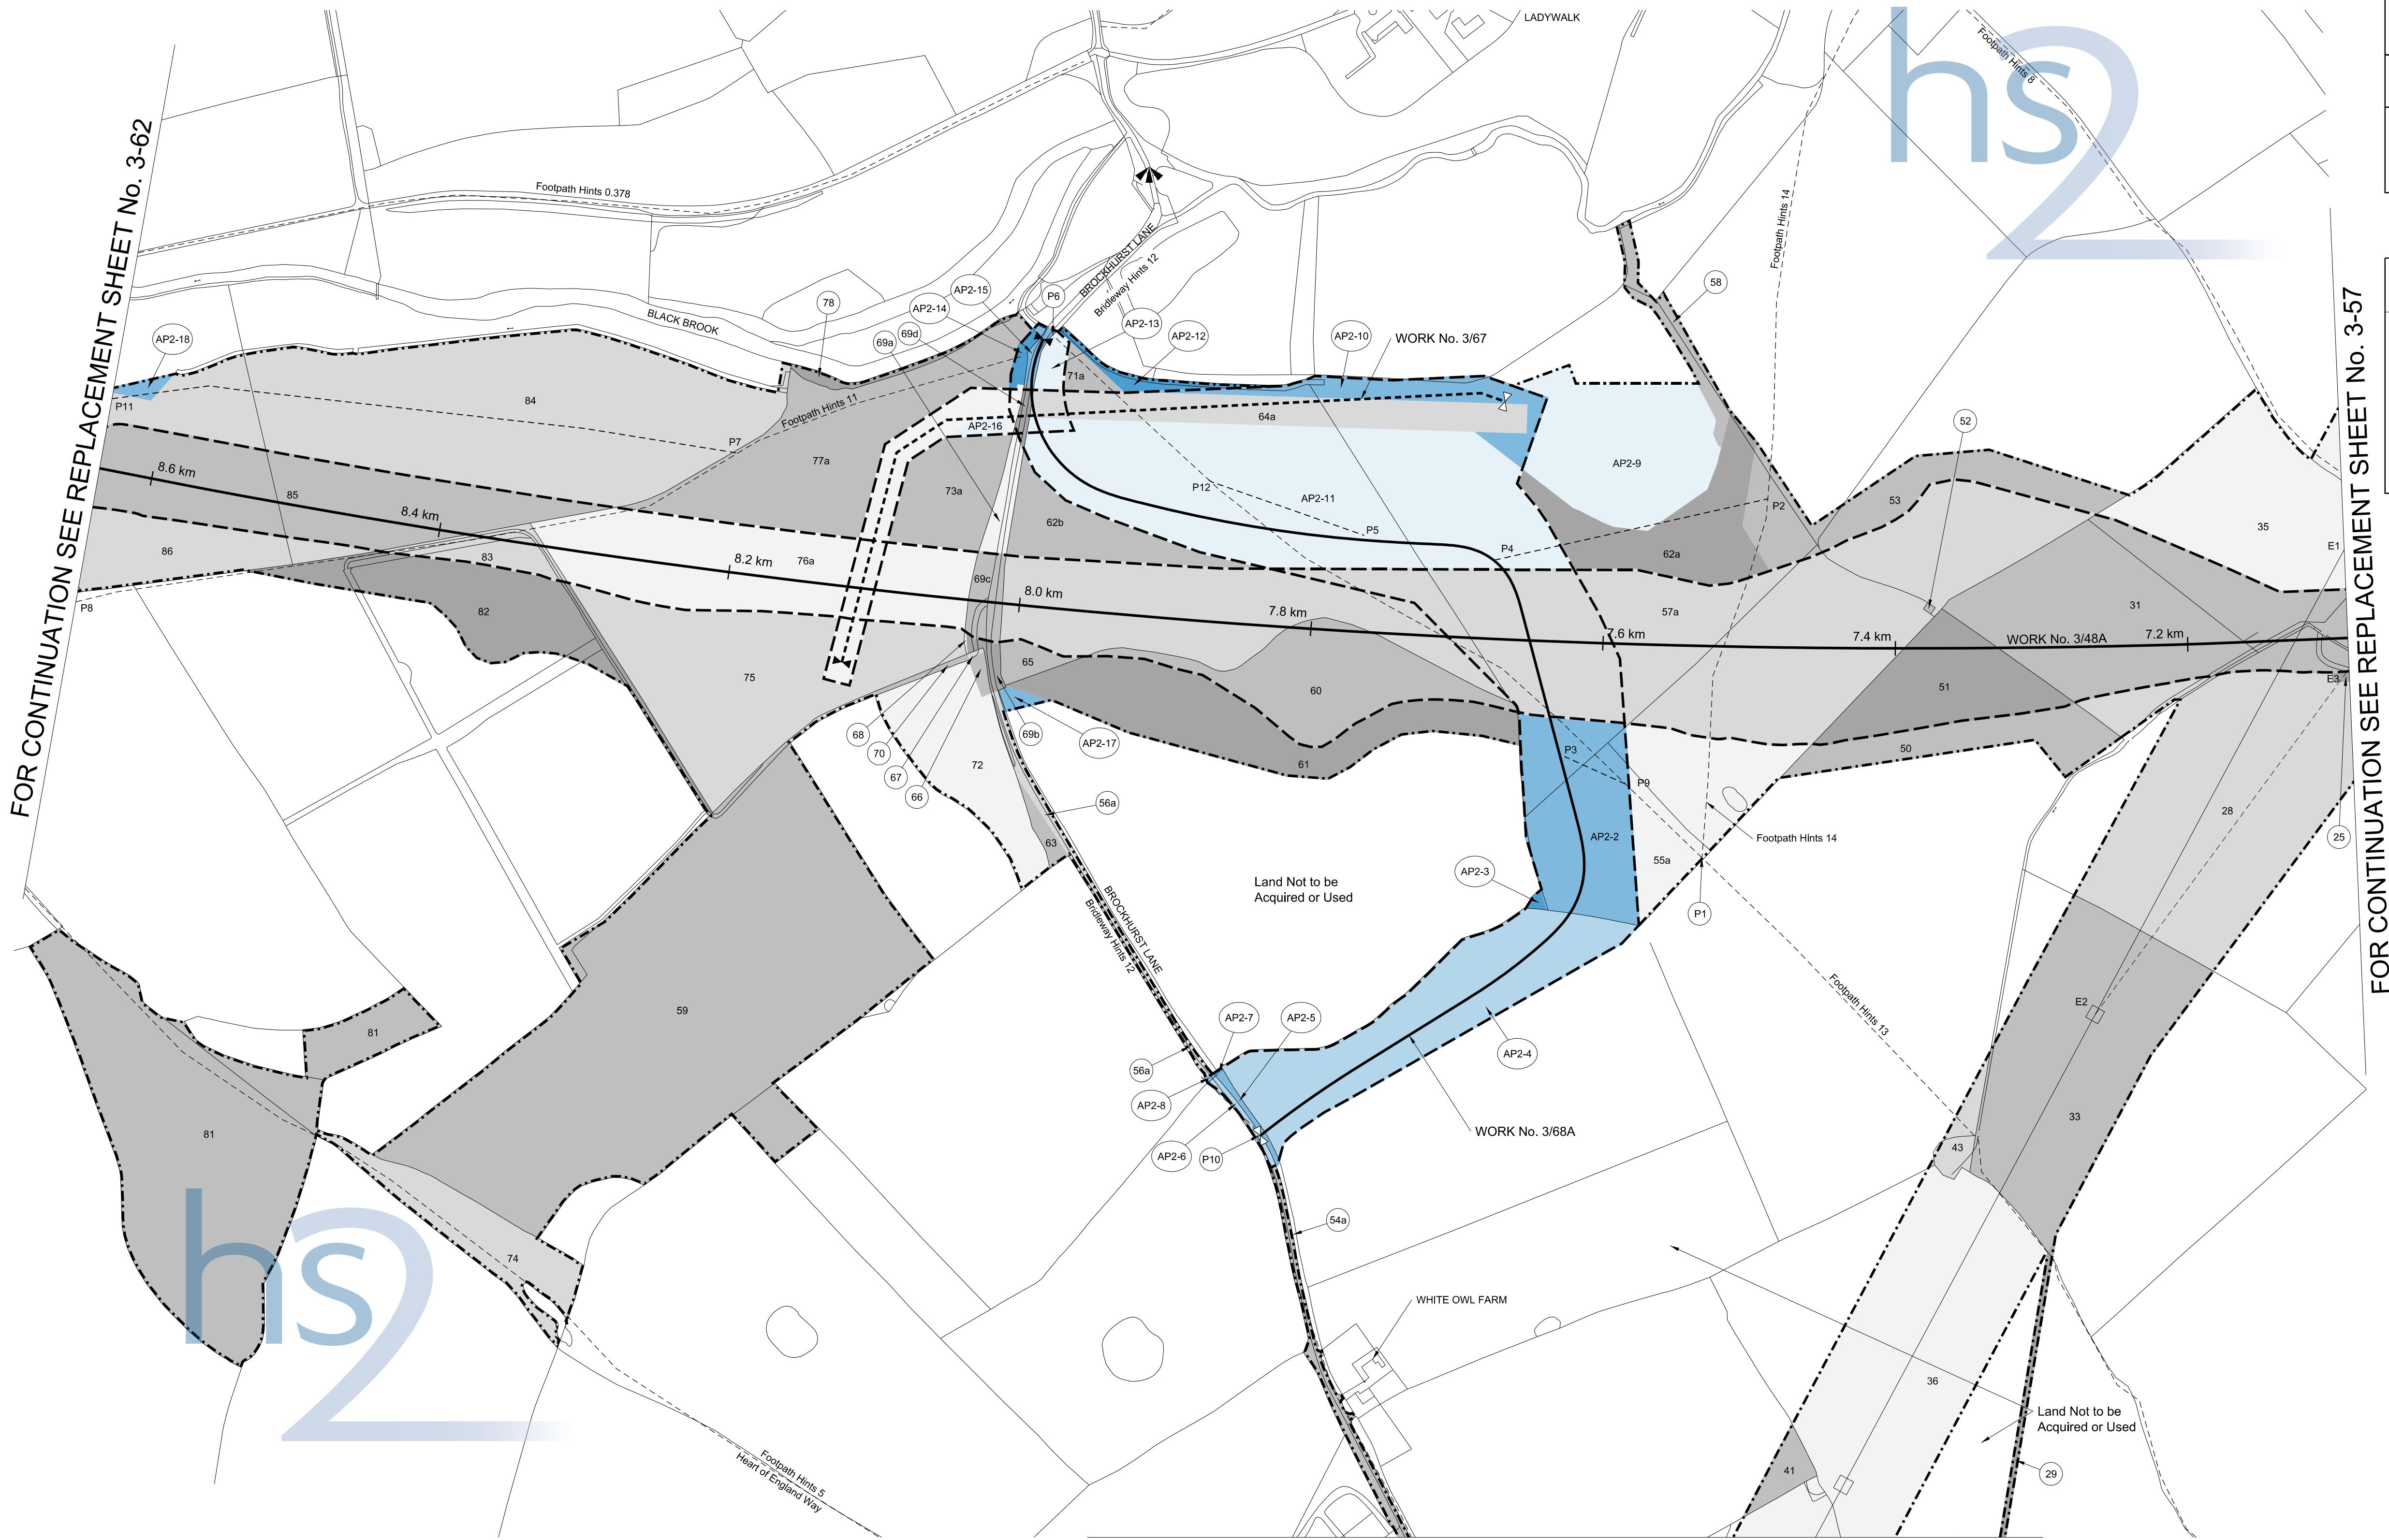 LADYWALK
hs2
Footpath Hints 8
FOR CONTINUATION SEE REPLACEMENT SHEET No. 3-62
Footpath Hints 0.378
Footpath Hints 14
BROCKHURST LANE
Bridleway Hints 12
BLACK BROOK
58
78
AP2-15
P6
AP2-14
AP2-13
AP2-12
AP2-10
WORK No. 3/67
69a
69d
AP2-18
71a
P11
84
Footpath Hints 11
AP2-16
64a
52
P7
77a
AP2-9
8.6 km
85
8.4 km
73a
P12
AP2-11
P2
53
35
62b
P5
E1
86
83
8.2 km
76a
P4
62a
69c
8.0 km
7.8 km
57a
31
P8
82
7.6 km
7.4 km
WORK No. 3/48A
7.2 km
65
60
51
E3
75
68
70
67
66
69b
AP2-17
72
61
P3
P9
50
56a
63
AP2-2
28
25
Footpath Hints 14
55a
AP2-3
P1
Land Not to be
Acquired or Used
BROCKHURST LANE
Bridleway Hints 12
FOR CONTINUATION SEE REPLACEMENT SHEET No. 3-57
59
81
E2
Footpath Hints 13
AP2-7
AP2-5
AP2-4
56a
AP2-8
33
WORK No. 3/68A
AP2-6
P10
81
43
54a
74
hs2
WHITE OWL FARM
36
Land Not to be
Acquired or Used
41
29
Footpath Hints 5
Heart of England Way